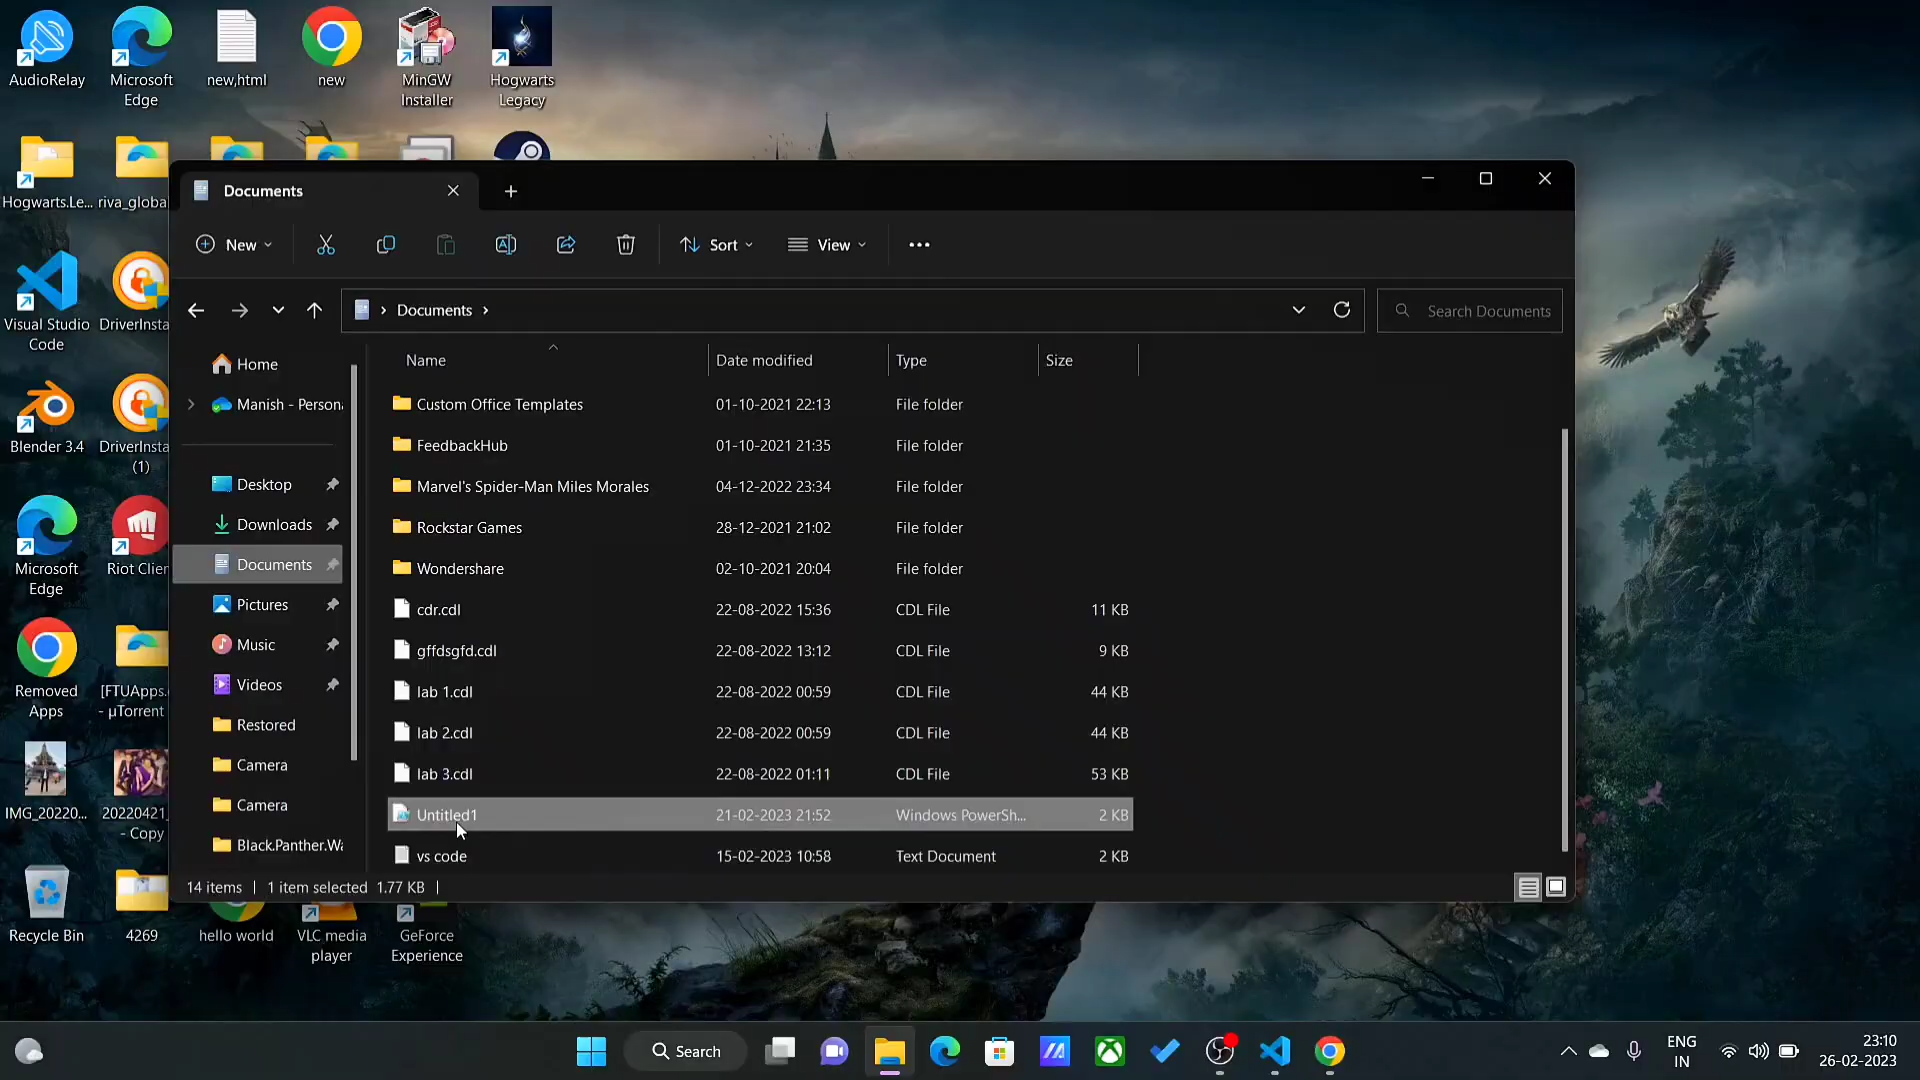 AudioRelay
Microsoft
Edge
new,html
new
MinGW
Installer
Hogwarts
Legacy
Hogwarts.Le...
riva_global
Visual Studio
Code
DriverInsta
Blender 3.4
DriverInsta
(1)
Microsoft
Edge
Riot Clien
Removed
Apps
[FTUApps.
- µTorrent
IMG_20220...
20220421_
- Copy
Recycle Bin
4269
hello world
VLC media
player
GeForce
Experience
Documents
New
Sort
View
Documents
Search Documents
Home
Manish - Persona
Desktop
Downloads
Documents
Pictures
Music
Videos
Restored
Camera
Camera
Black.Panther.Wa
Name Date modified Type Size
Custom Office Templates 01-10-2021 22:13 File folder
FeedbackHub 01-10-2021 21:35 File folder
Marvel's Spider-Man Miles Morales 04-12-2022 23:34 File folder
Rockstar Games 28-12-2021 21:02 File folder
Wondershare 02-10-2021 20:04 File folder
cdr.cdl 22-08-2022 15:36 CDL File 11 KB
gffdsgfd.cdl 22-08-2022 13:12 CDL File 9 KB
lab 1.cdl 22-08-2022 00:59 CDL File 44 KB
lab 2.cdl 22-08-2022 00:59 CDL File 44 KB
lab 3.cdl 22-08-2022 01:11 CDL File 53 KB
Untitled1 21-02-2023 21:52 Windows PowerSh... 2 KB
vs code 15-02-2023 10:58 Text Document 2 KB
14 items | 1 item selected 1.77 KB |
Search
ENG
IN
23:10
26-02-2023